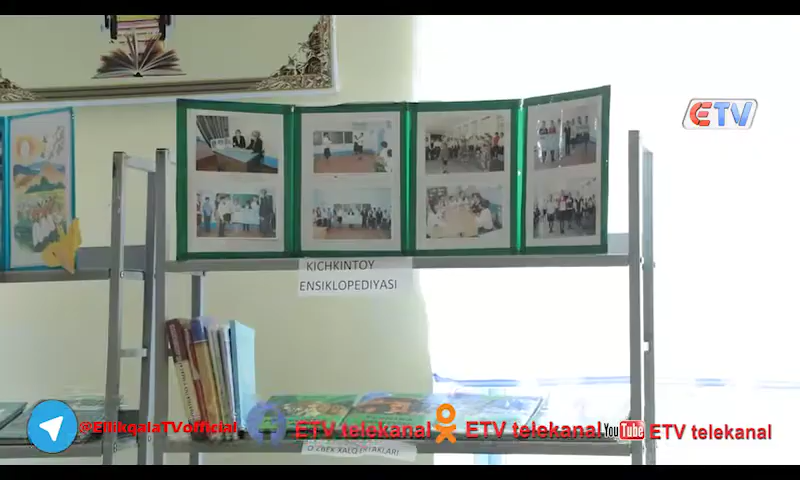 ETV
KICHKINTOY
ENSIKLOPEDIYASI
O'ZBEK XALQ ERTAKLARI
@EllikqalaTVofficial
ETV telekanal
ETV telekanal
YouTube ETV telekanal